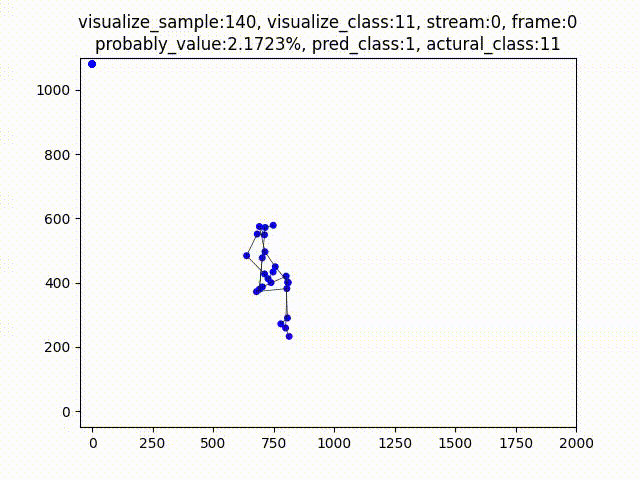 visualize_sample:140, visualize_class:11, stream:0, frame:0
probably_value:2.1723%, pred_class:1, actural_class:11
1000
800
600
400
200
0
0 250 500 750 1000 1250 1500 1750 2000